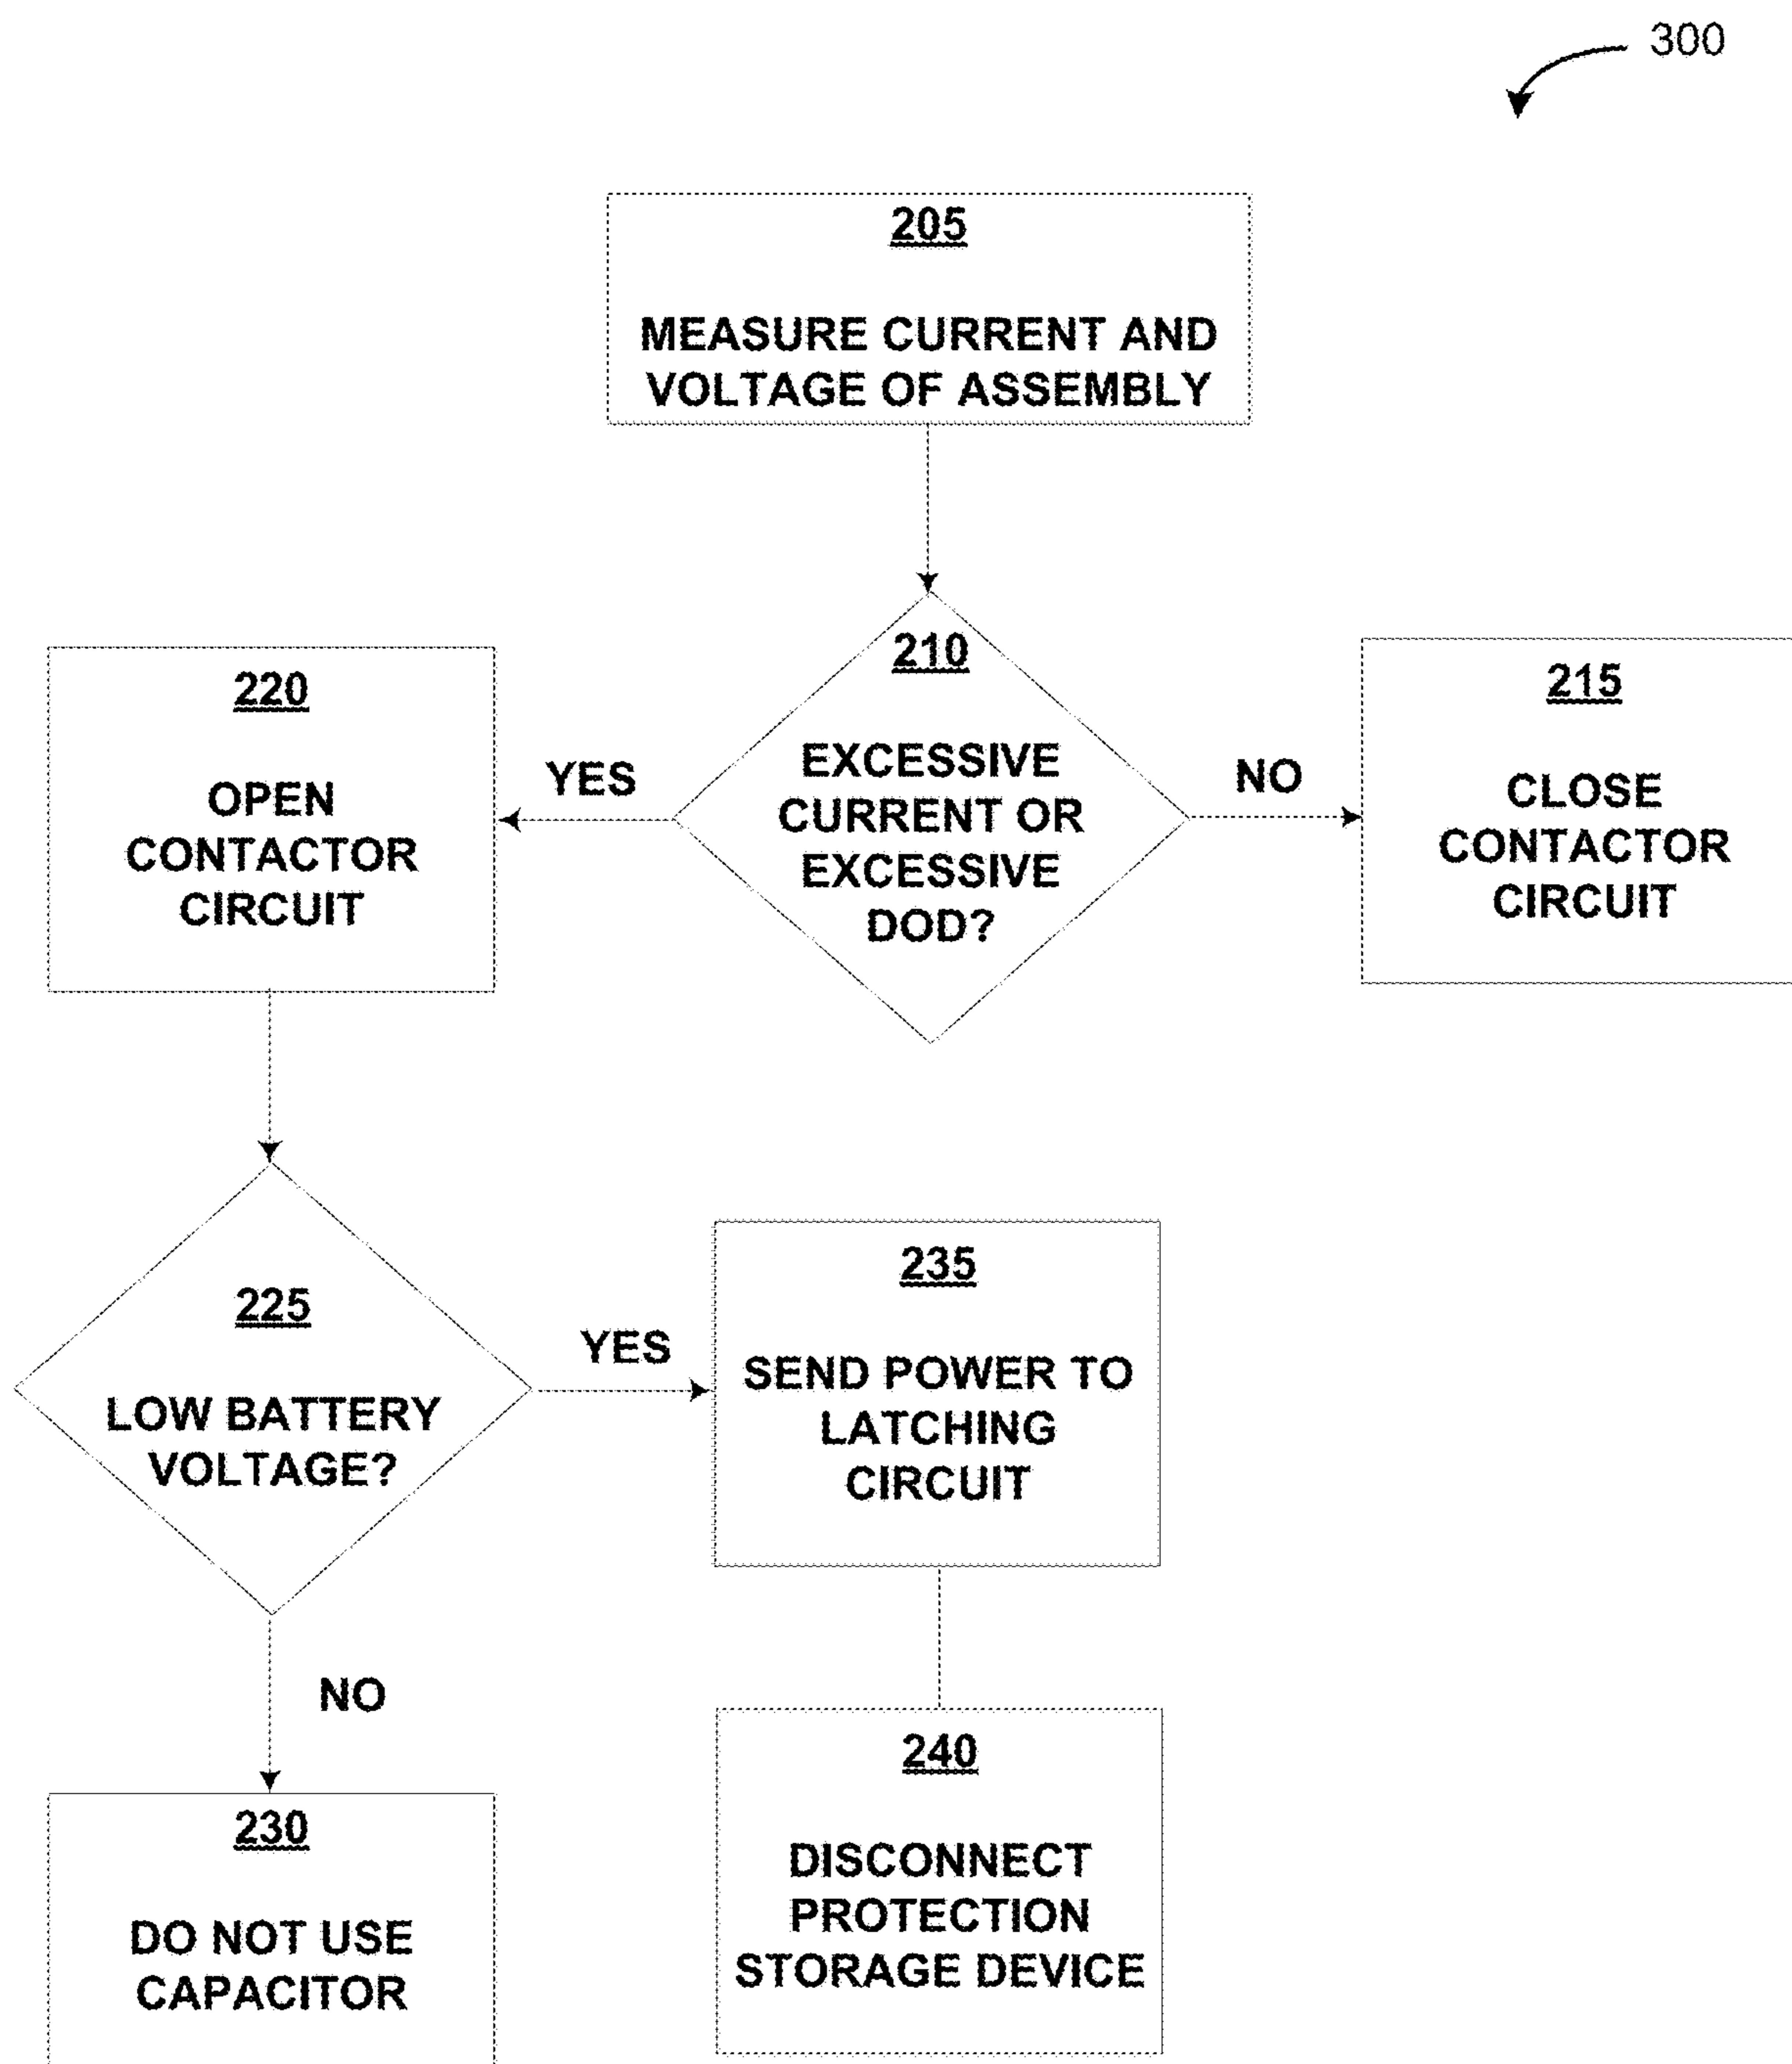 300
205
MEASURE CURRENT AND
VOLTAGE OF ASSEMBLY
210
EXCESSIVE
CURRENT OR
EXCESSIVE
DOD?
YES
NO
220
OPEN
CONTACTOR
CIRCUIT
215
CLOSE
CONTACTOR
CIRCUIT
225
LOW BATTERY
VOLTAGE?
YES
235
SEND POWER TO
LATCHING
CIRCUIT
NO
230
DO NOT USE
CAPACITOR
240
DISCONNECT
PROTECTION
STORAGE DEVICE